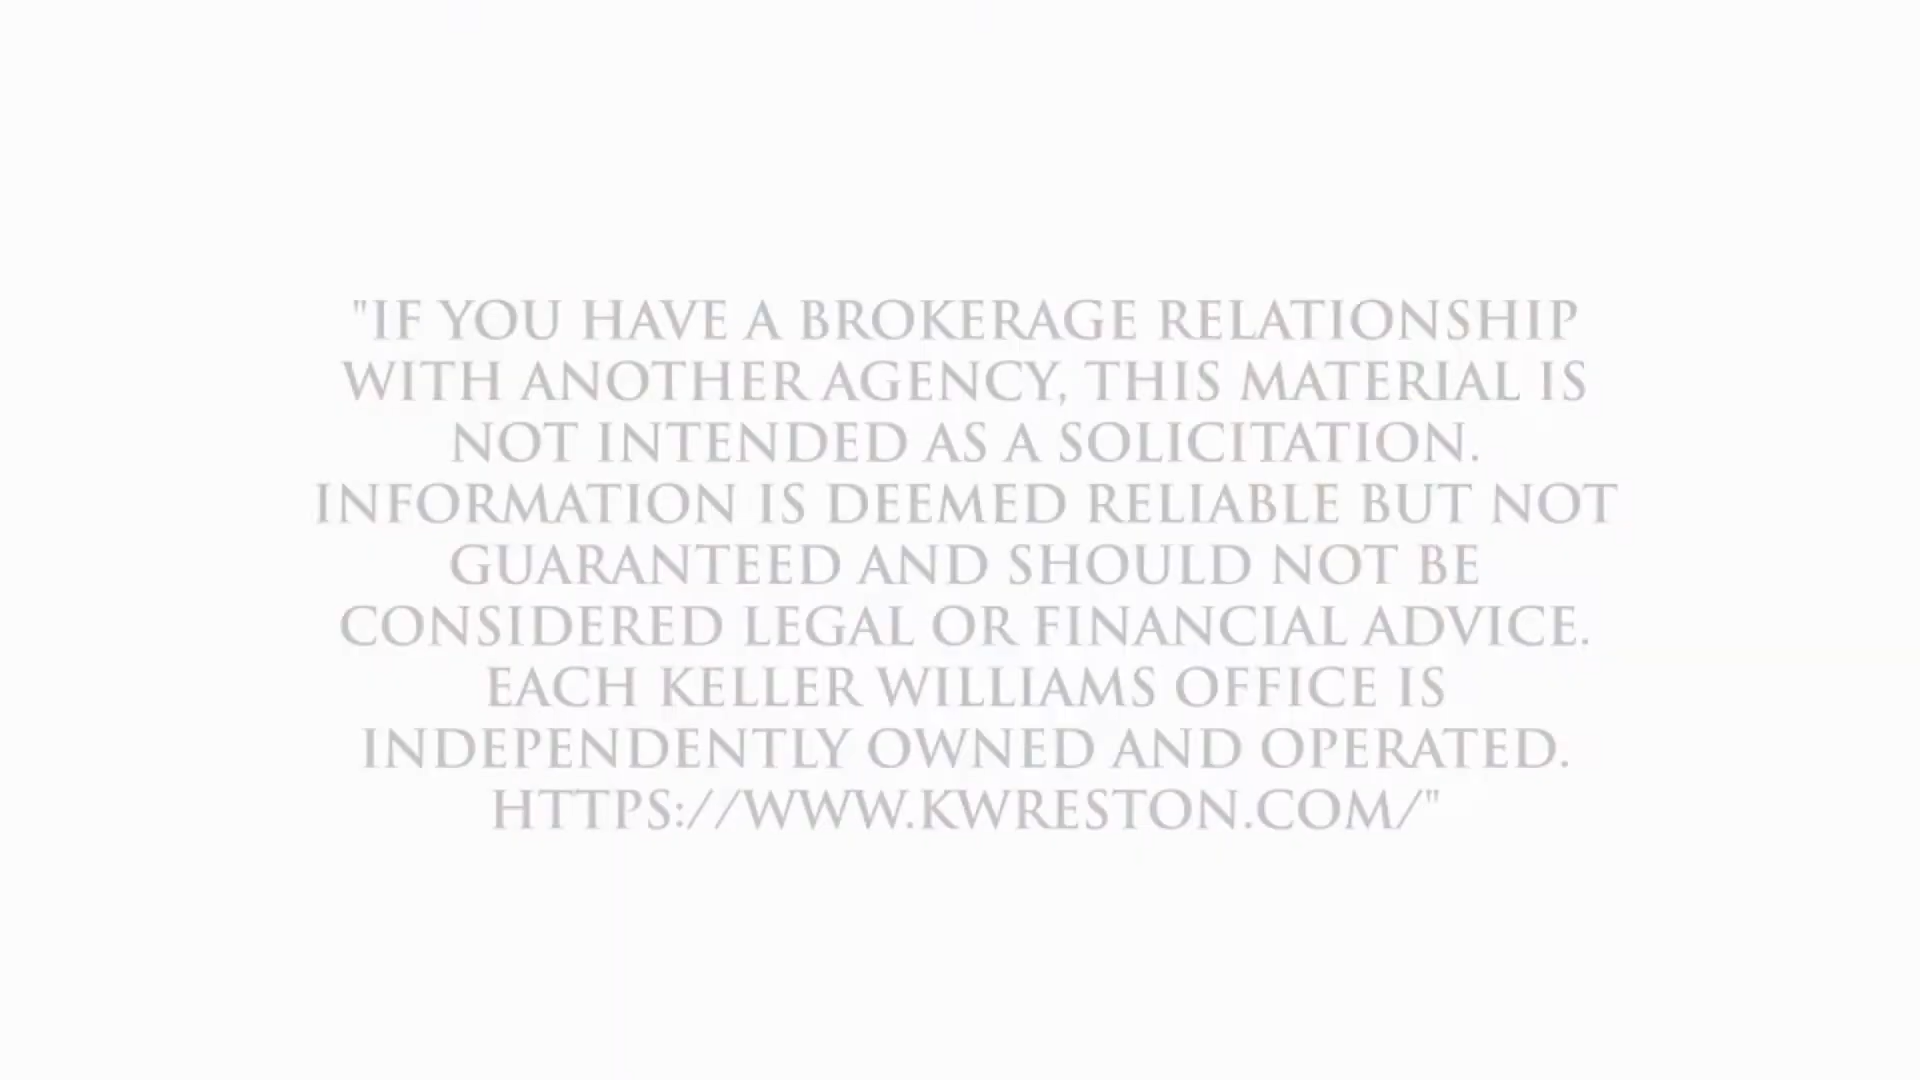 "IF YOU HAVE A BROKERAGE RELATIONSHIP
WITH ANOTHER AGENCY, THIS MATERIAL IS
NOT INTENDED AS A SOLICITATION.
INFORMATION IS DEEMED RELIABLE BUT NOT
GUARANTEED AND SHOULD NOT BE
CONSIDERED LEGAL OR FINANCIAL ADVICE.
EACH KELLER WILLIAMS OFFICE IS
INDEPENDENTLY OWNED AND OPERATED.
HTTPS://WWW.KWRESTON.COM/"